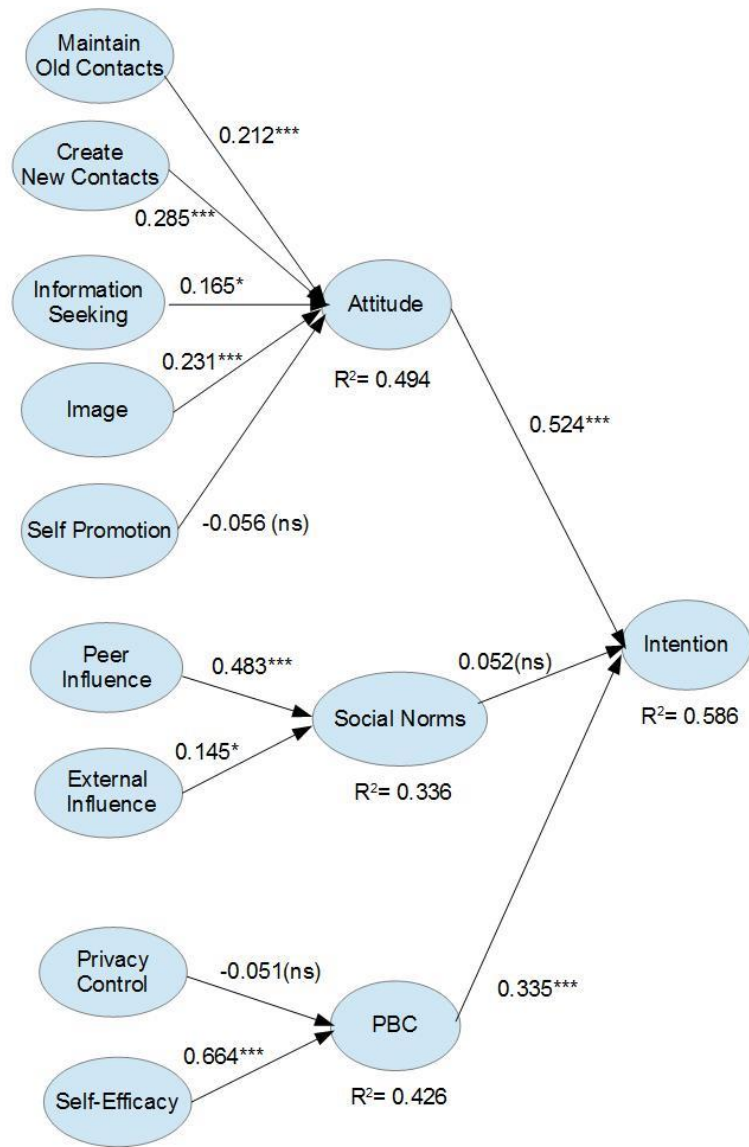 Maintain
Old Contacts
0.212***
Create
New Contacts
0.285***
Information
Seeking
0.165*
Attitude
0.231***
R²= 0.494
Image
0.524***
Self Promotion
-0.056 (ns)
Peer
Influence
0.483***
0.052(ns)
Intention
Social Norms
R²= 0.586
0.145*
External
Influence
R²= 0.336
Privacy
Control
-0.051(ns)
0.335***
PBC
0.664***
Self-Efficacy
R²= 0.426